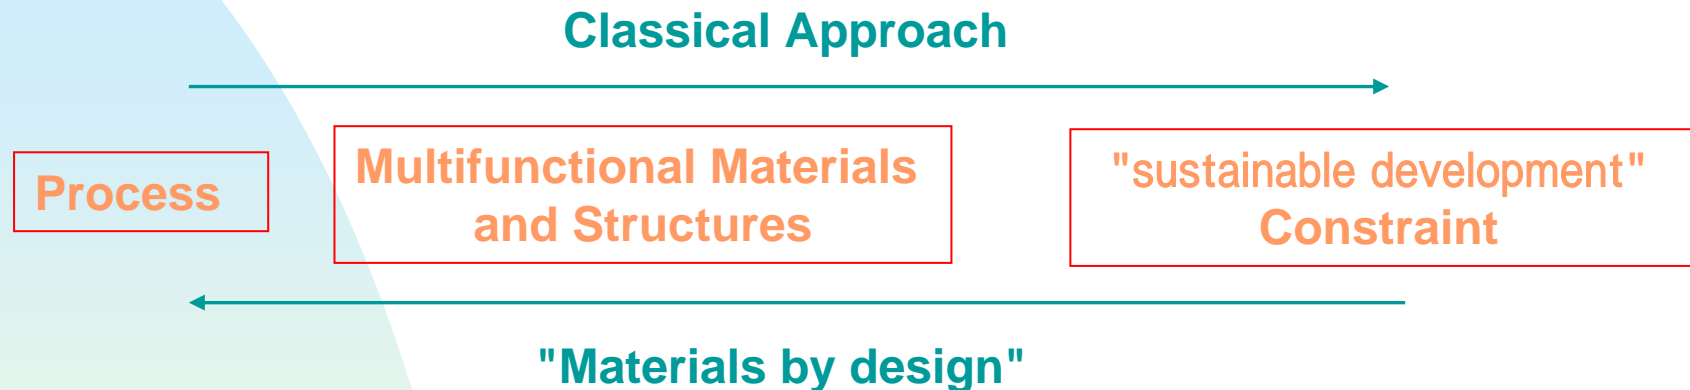 Classical Approach
Process
Multifunctional Materials
and Structures
"sustainable development"
Constraint
"Materials by design"